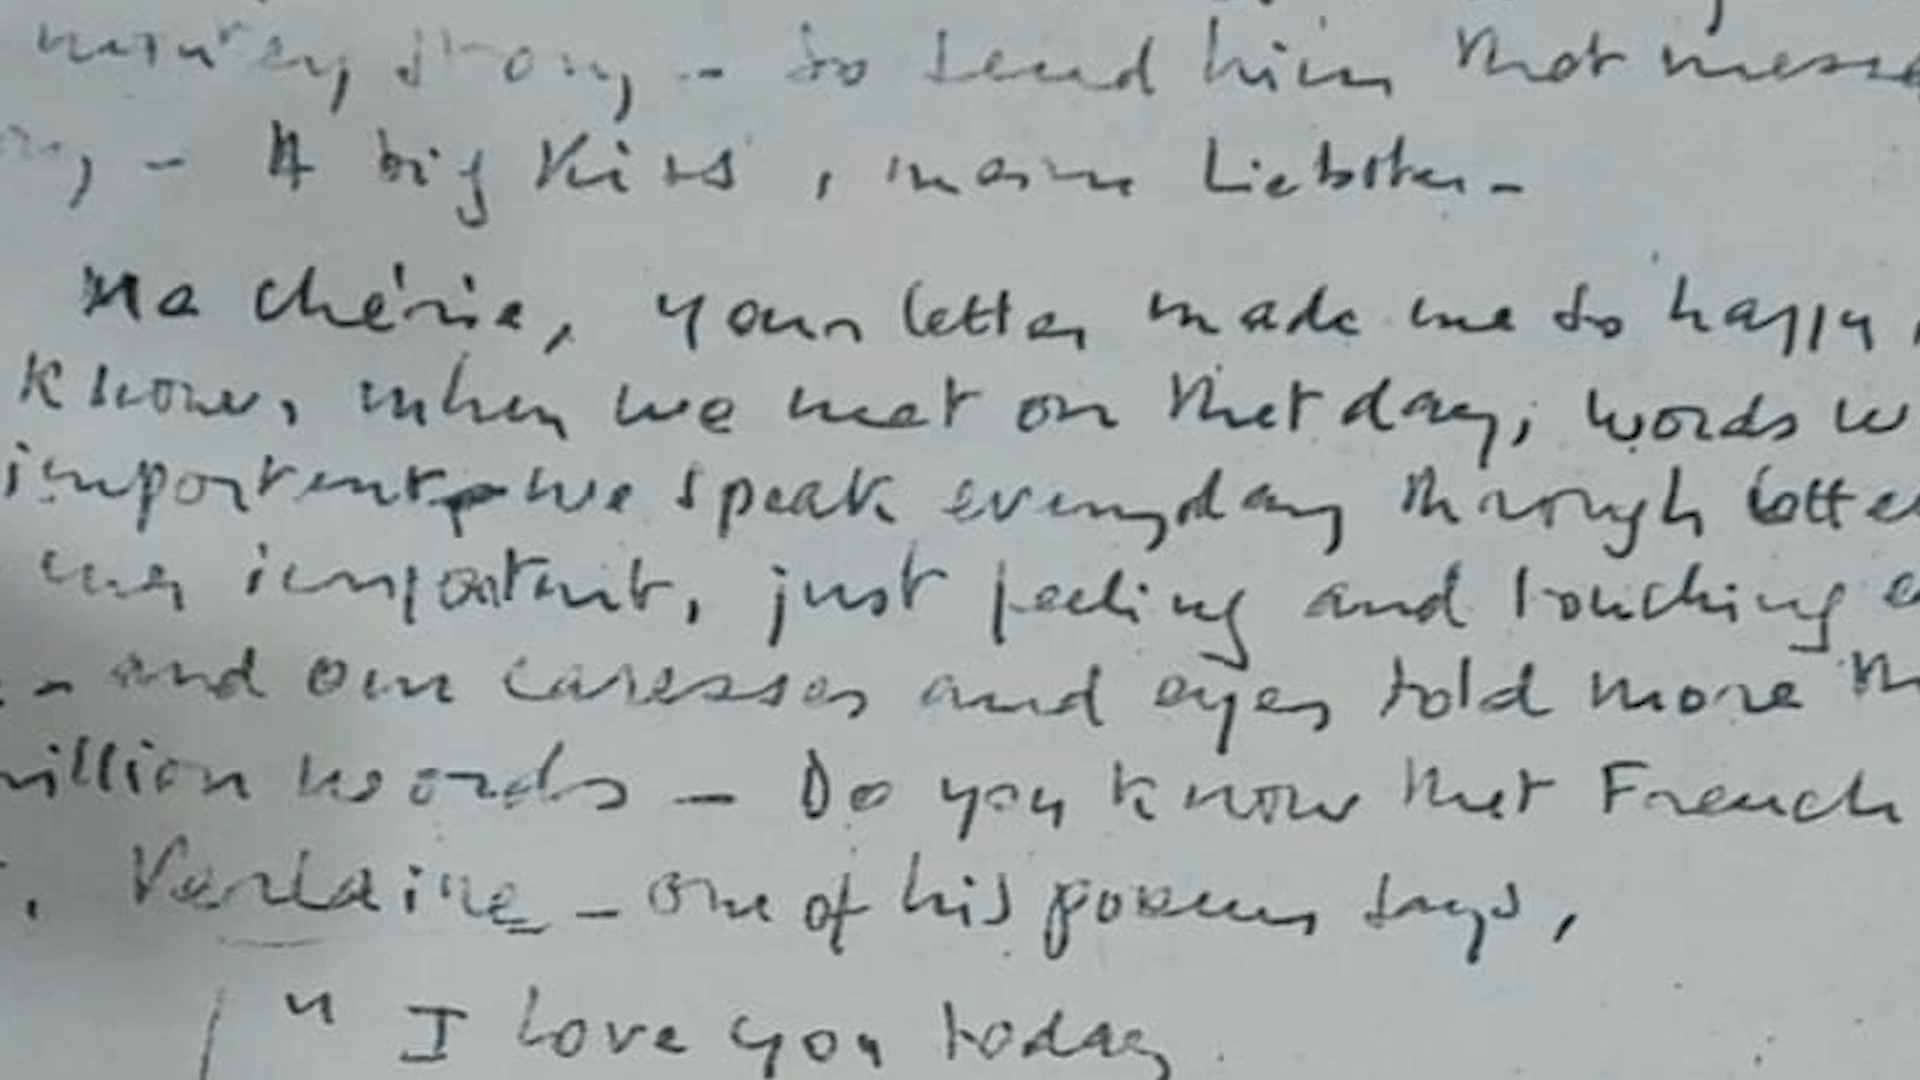 - so send him that
- A big Kiss, mein Liebster -
Ma chérie, your letter made me so happy
know, when we met on that day, words w
important we speak everyday through lette
important, just feeling and touching e
- and our caresses and eyes told more th
million words - Do you know that French
. Verlaine - one of his poems says,
" I love you today